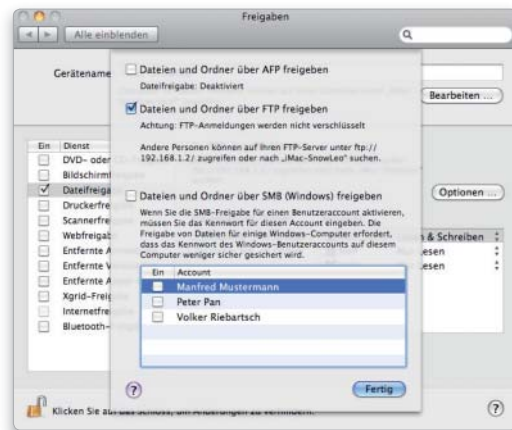 Freigaben
Alle einblenden
Gerätename
Bearbeiten ...
Dateien und Ordner über AFP freigeben
Dateifreigabe: Deaktiviert
Dateien und Ordner über FTP freigeben
Achtung: FTP-Anmeldungen werden nicht verschlüsselt
Andere Personen können auf Ihren FTP-Server unter ftp://
192.168.1.2/ zugreifen oder nach „iMac-SnowLeo“ suchen.
Dateien und Ordner über SMB (Windows) freigeben
Wenn Sie die SMB-Freigabe für einen Benutzeraccount aktivieren,
müssen Sie das Kennwort für diesen Account eingeben. Die
Freigabe von Dateien für einige Windows-Computer erfordert,
dass das Kennwort des Windows-Benutzeraccounts auf diesem
Computer weniger sicher gesichert wird.
Ein Account
Manfred Mustermann
Peter Pan
Volker Riebartsch
Fertig
Ein Dienst
DVD- oder
Bildschirm
Dateifreiga
Druckerfre
Scannerfre
Webfreigab
Entfernte A
Entfernte V
Entfernte A
Xgrid-Freig
Internetfre
Bluetooth-
Optionen ...
& Schreiben
Lesen
Klicken Sie auf das Schloss, um Änderungen zu verhindern.